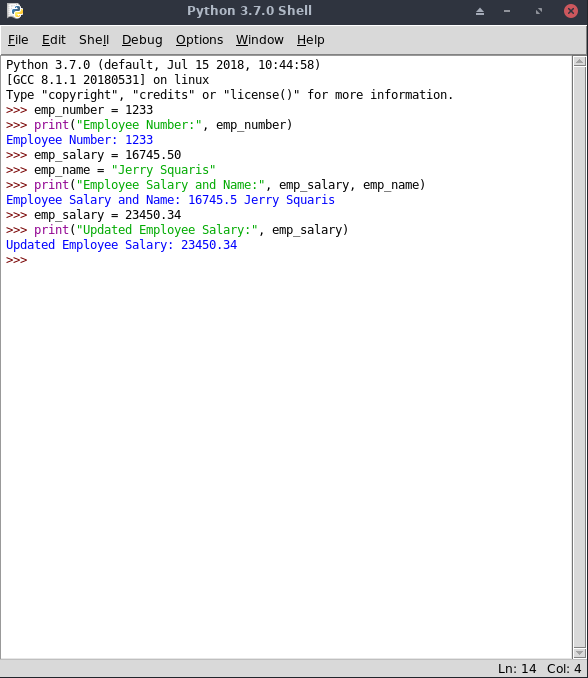 Python 3.7.0 Shell
File Edit Shell Debug Options Window Help
Python 3.7.0 (default, Jul 15 2018, 10:44:58)
[GCC 8.1.1 20180531] on linux
Type "copyright", "credits" or "license()" for more information.
>>> emp_number = 1233
>>> print("Employee Number:", emp_number)
Employee Number: 1233
>>> emp_salary = 16745.50
>>> emp_name = "Jerry Squaris"
>>> print("Employee Salary and Name:", emp_salary, emp_name)
Employee Salary and Name: 16745.5 Jerry Squaris
>>> emp_salary = 23450.34
>>> print("Updated Employee Salary:", emp_salary)
Updated Employee Salary: 23450.34
>>>
Ln: 14 Col: 4